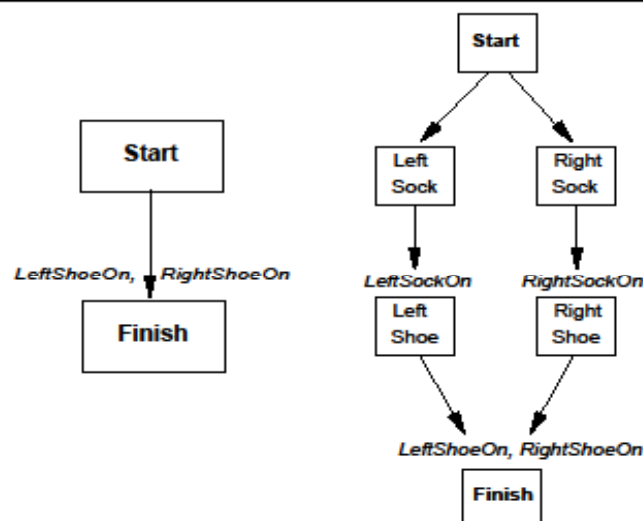 Start
LeftShoeOn, RightShoeOn
Finish
Start
Left
Sock
Right
Sock
LeftSockOn
RightSockOn
Left
Shoe
Right
Shoe
LeftShoeOn, RightShoeOn
Finish